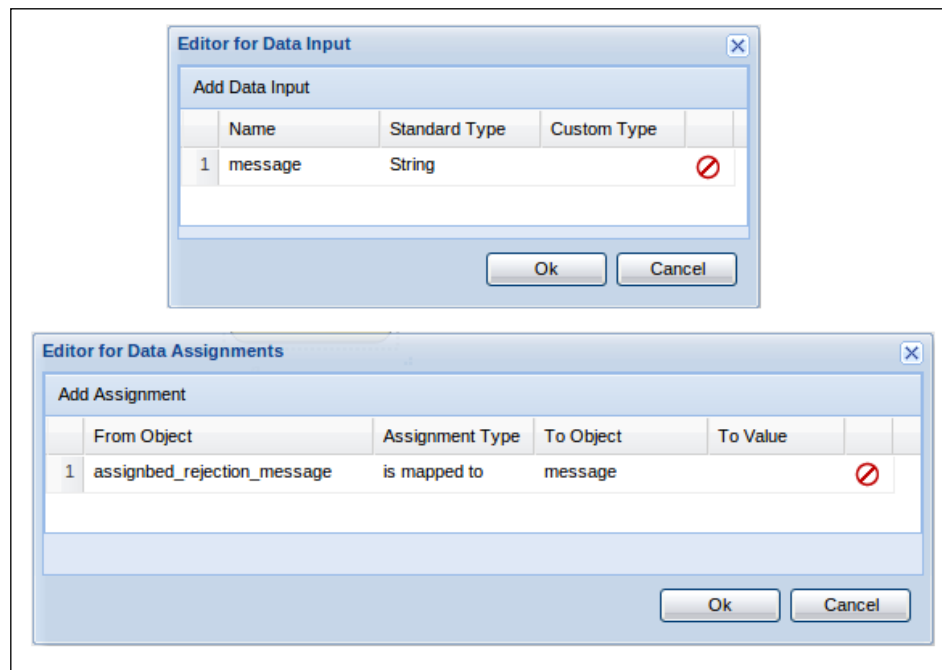 Editor for Data Input
Add Data Input
Name Standard Type Custom Type
1 message String
Ok Cancel
Editor for Data Assignments
Add Assignment
From Object Assignment Type To Object To Value
1 assignbed_rejection_message is mapped to message
Ok Cancel